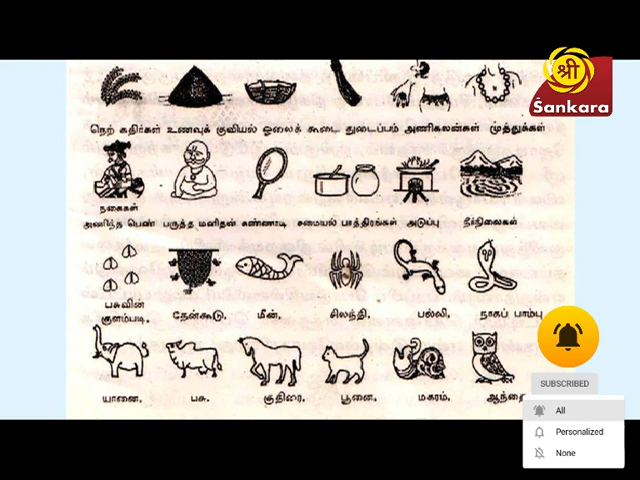 श्री
Sankara
நெற் கதிர்கள் உணவுக் குவியல் ஓலைக் கூடை துடைப்பம் அணிகலன்கள் முத்துக்கள்
நகைகள்
அணிந்த பெண் பருத்த மனிதன் கண்ணாடி சமையல் பாத்திரங்கள் அடுப்பு நீர்நிலைகள்
பசுவின்
குளம்படி. தேன்கூடு. மீன். சிலந்தி. பல்லி. நாகப் பாம்பு
யானை. பசு. குதிரை. பூனை. மகரம். ஆந்தை
SUBSCRIBED
All
Personalized
None